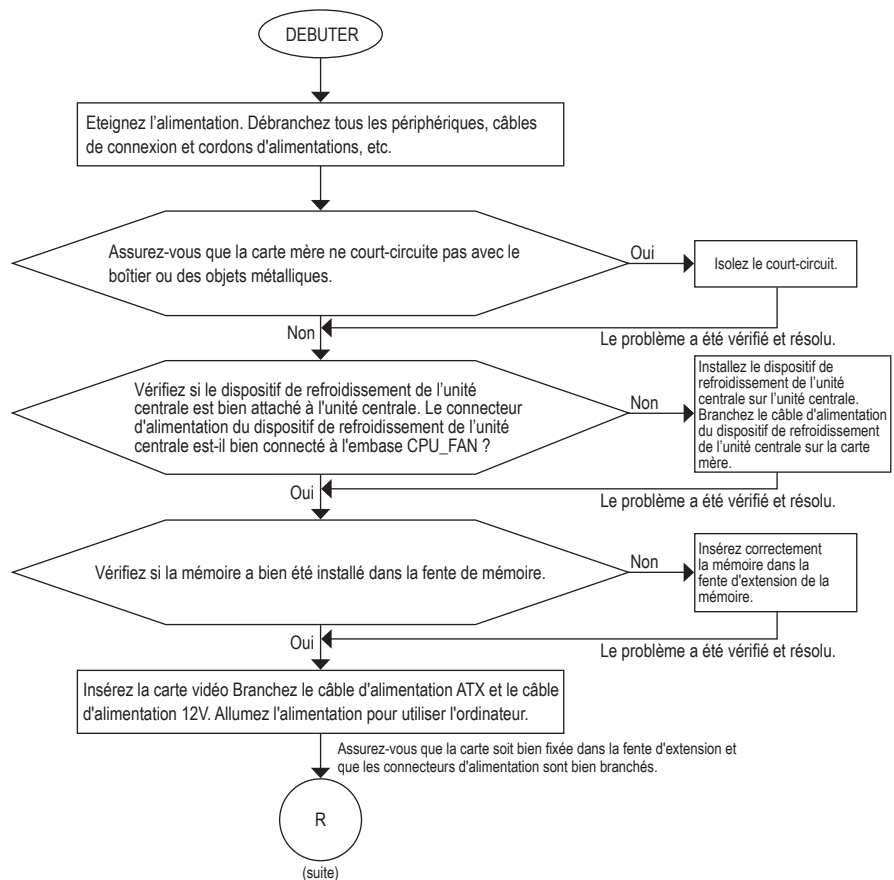 DEBUTER
Eteignez l'alimentation. Débranchez tous les périphériques, câbles
de connexion et cordons d'alimentations, etc.
Assurez-vous que la carte mère ne court-circuite pas avec le
boîtier ou des objets métalliques.
Oui
Isolez le court-circuit.
Non
Le problème a été vérifié et résolu.
Vérifiez si le dispositif de refroidissement de l'unité
centrale est bien attaché à l'unité centrale. Le connecteur
d'alimentation du dispositif de refroidissement de l'unité
centrale est-il bien connecté à l'embase CPU_FAN ?
Non
Installez le dispositif de
refroidissement de l'unité
centrale sur l'unité centrale.
Branchez le câble d'alimentation
du dispositif de refroidissement
de l'unité centrale sur la carte
mère.
Oui
Le problème a été vérifié et résolu.
Vérifiez si la mémoire a bien été installé dans la fente de mémoire.
Non
Insérez correctement
la mémoire dans la
fente d'extension de la
mémoire.
Oui
Le problème a été vérifié et résolu.
Insérez la carte vidéo Branchez le câble d'alimentation ATX et le câble
d'alimentation 12V. Allumez l'alimentation pour utiliser l'ordinateur.
Assurez-vous que la carte soit bien fixée dans la fente d'extension et
que les connecteurs d'alimentation sont bien branchés.
R
(suite)